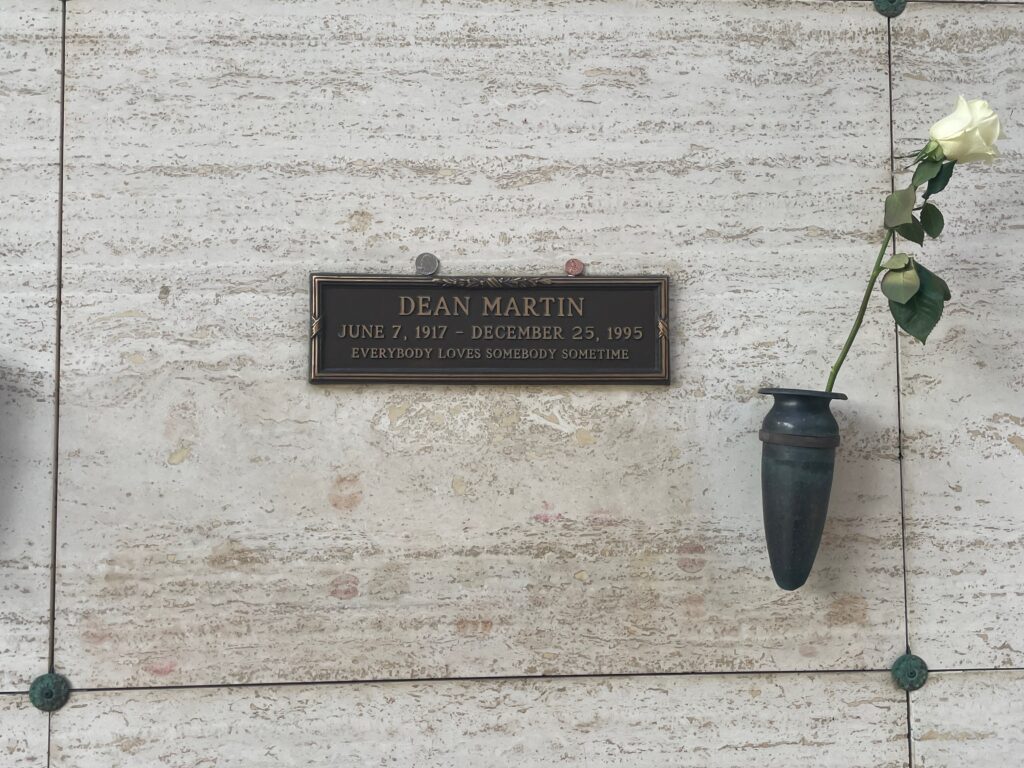 DEAN MARTIN
JUNE 7, 1917 - DECEMBER 25, 1995
EVERYBODY LOVES SOMEBODY SOMETIME